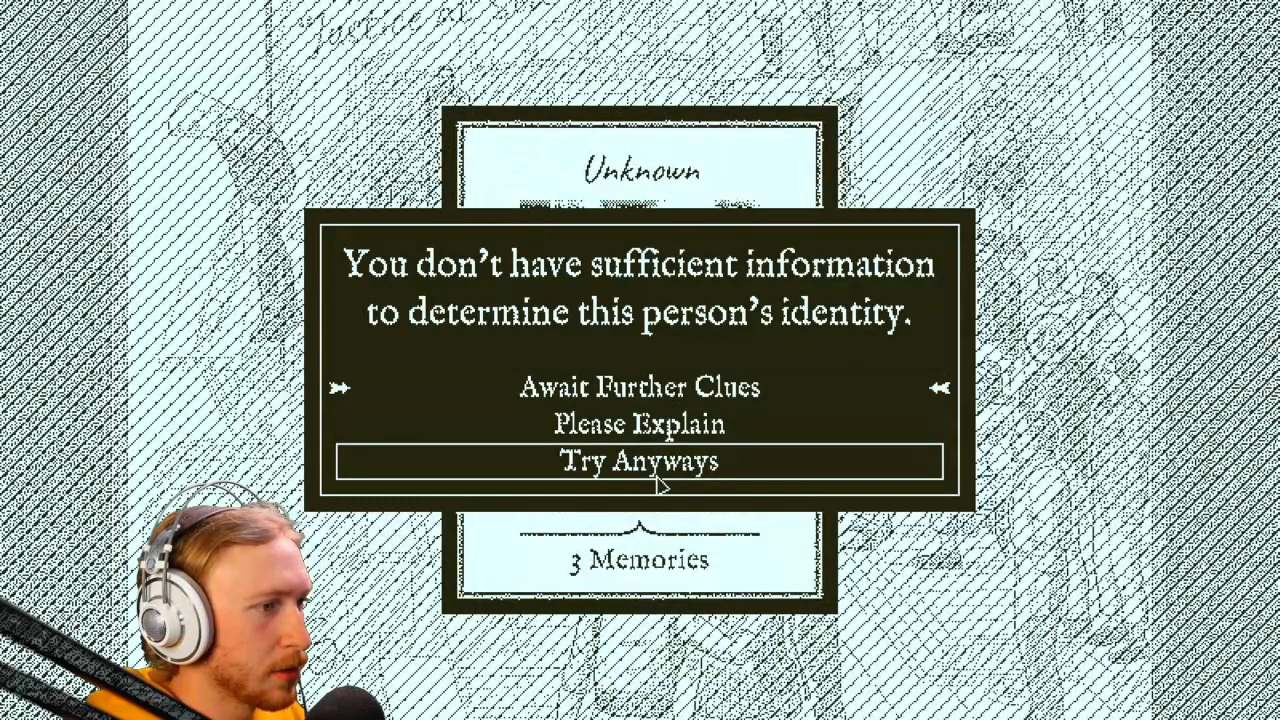 Unknown
You don't have sufficient information
to determine this person's identity.
Await Further Clues
Please Explain
Try Anyways
3 Memories